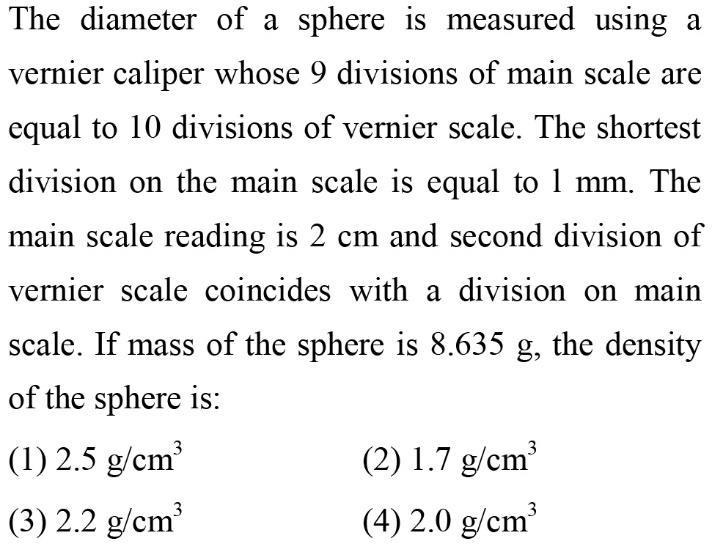 The diameter of a sphere is measured using a
vernier caliper whose 9 divisions of main scale are
equal to 10 divisions of vernier scale. The shortest
division on the main scale is equal to 1 mm. The
main scale reading is 2 cm and second division of
vernier scale coincides with a division on main
scale. If mass of the sphere is 8.635 g, the density
of the sphere is:
(1) 2.5 g/cm³ (2) 1.7 g/cm³
(3) 2.2 g/cm³ (4) 2.0 g/cm³